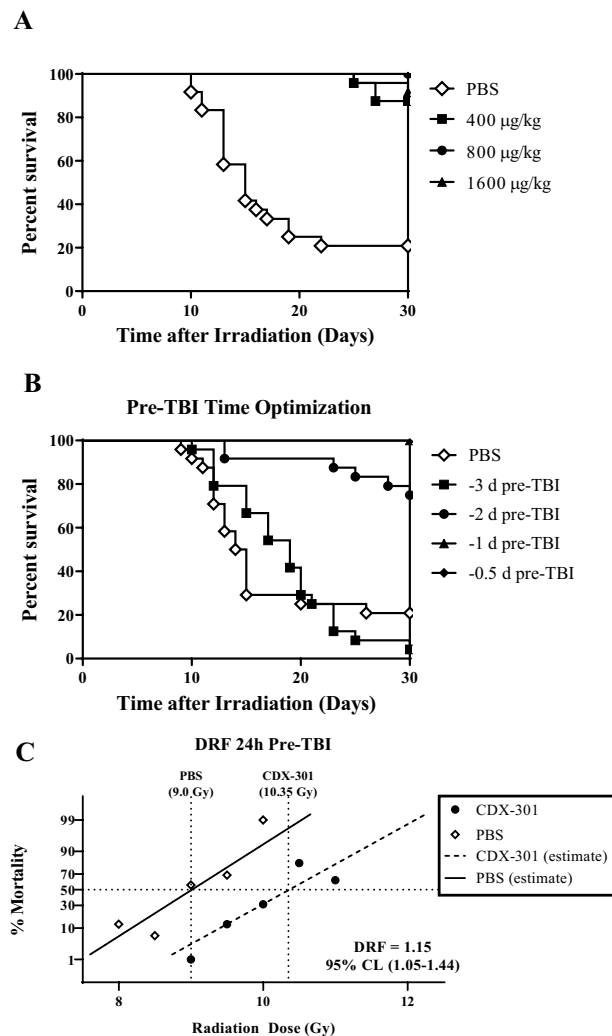 A
100
80
60
40
20
0
0
10
20
30
Percent survival
Time after Irradiation (Days)
PBS
400 μg/kg
800 μg/kg
1600 μg/kg
B
Pre-TBI Time Optimization
100
80
60
40
20
0
0
10
20
30
Percent survival
Time after Irradiation (Days)
PBS
-3 d pre-TBI
-2 d pre-TBI
-1 d pre-TBI
-0.5 d pre-TBI
C
DRF 24h Pre-TBI
PBS
(9.0 Gy)
CDX-301
(10.35 Gy)
99
90
70
50
30
10
1
% Mortality
8
10
12
Radiation Dose (Gy)
DRF = 1.15
95% CL (1.05-1.44)
CDX-301
PBS
CDX-301 (estimate)
PBS (estimate)